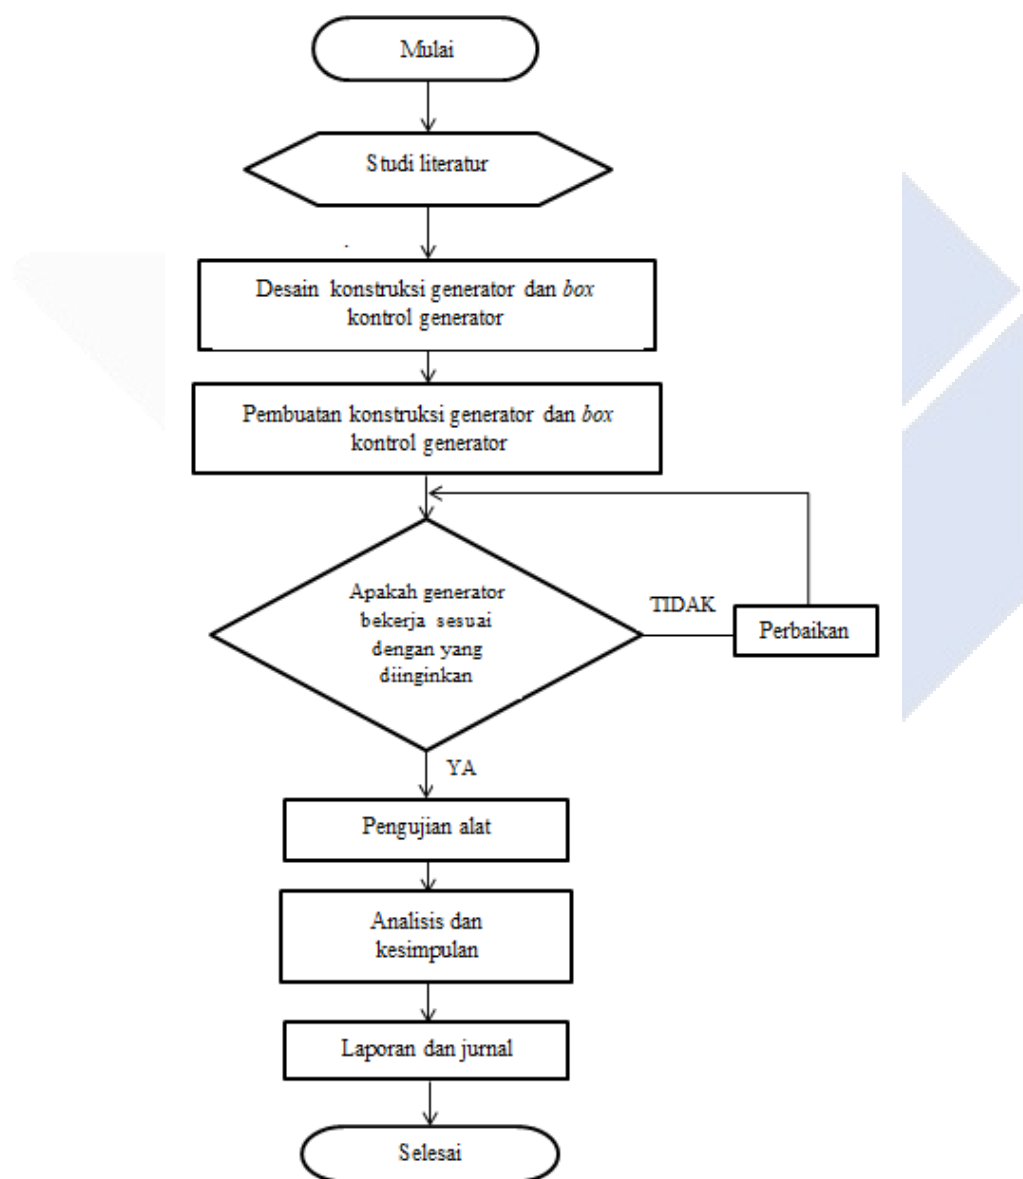 Mulai
Studi literatur
Desain konstruksi generator dan box
kontrol generator
Pembuatan konstruksi generator dan box
kontrol generator
Apakah generator
bekerja sesuai
dengan yang
diinginkan
TIDAK
Perbaikan
YA
Pengujian alat
Analisis dan
kesimpulan
Laporan dan jurnal
Selesai